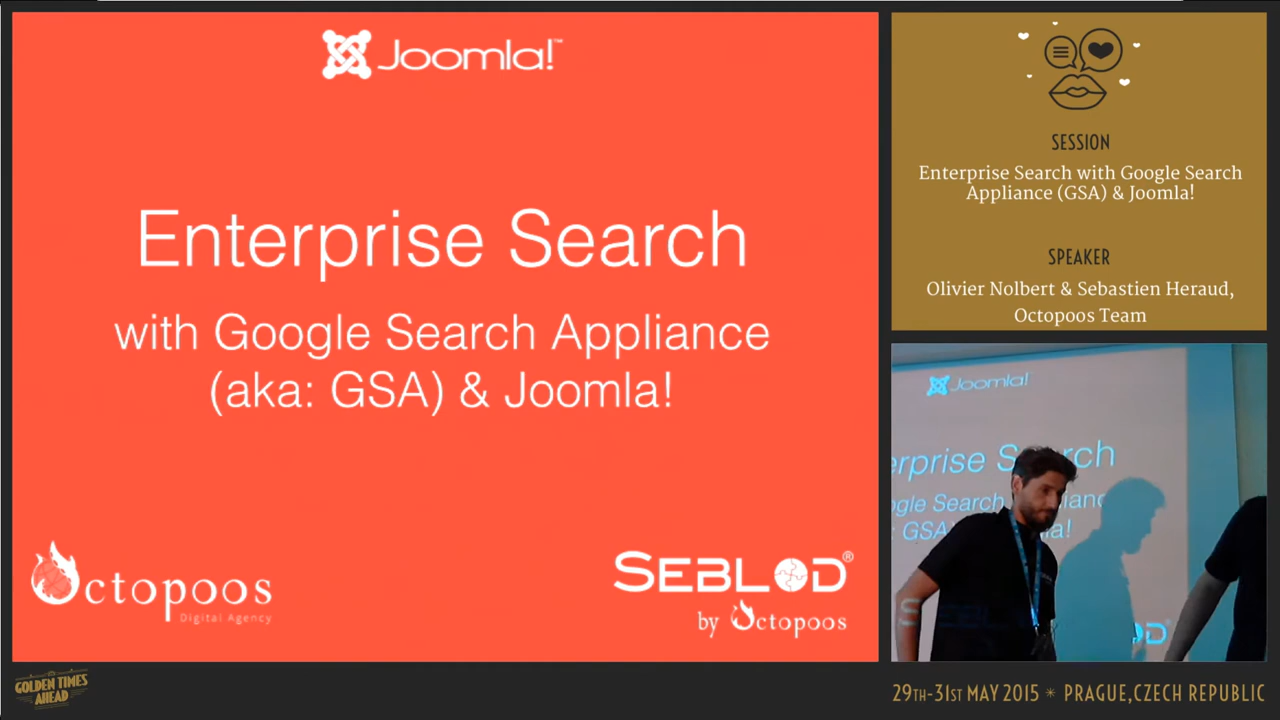 Joomla!™
Enterprise Search
with Google Search Appliance
(aka: GSA) & Joomla!
Octopoos
Digital Agency
SEBLOD®
by Octopoos
SESSION
Enterprise Search with Google Search
Appliance (GSA) & Joomla!
SPEAKER
Olivier Nolbert & Sebastien Heraud,
Octopoos Team
Joomla!
erprise S rch
ogle Search
GSA
la!
GOLDEN TIMES
AHEAD
29TH-31ST MAY 2015 * PRAGUE,CZECH REPUBLIC